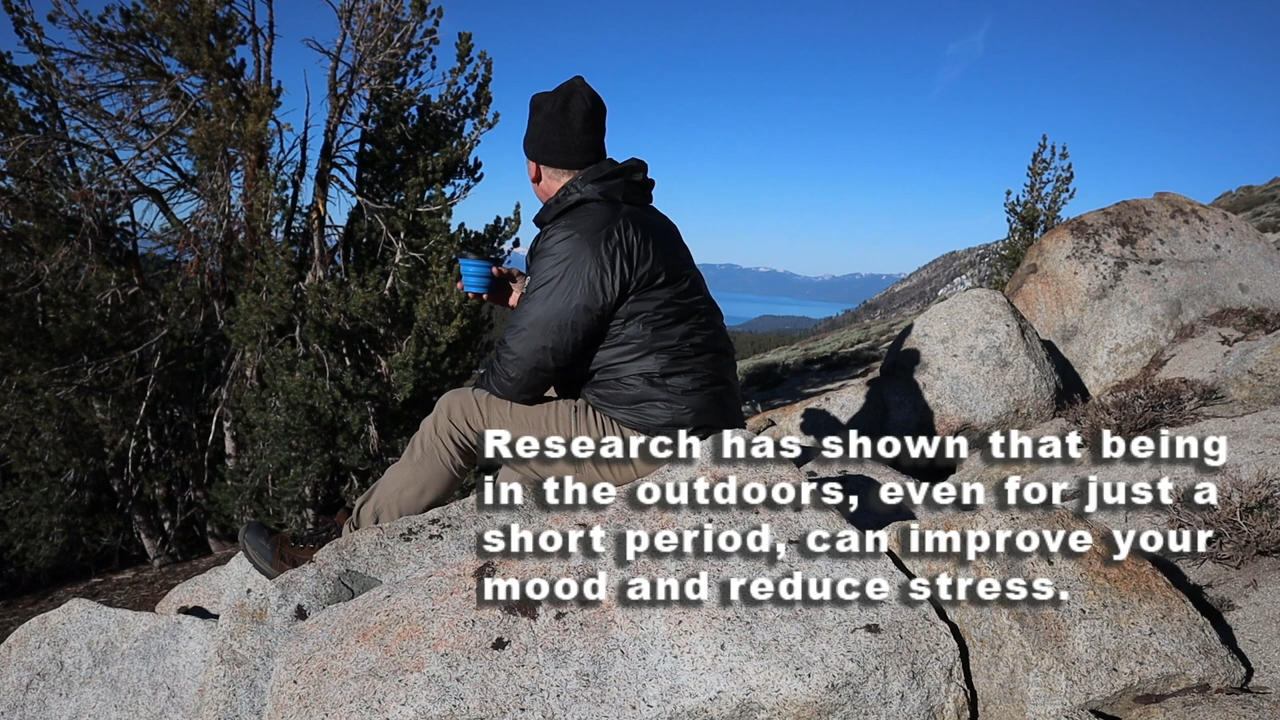 Research has shown that being
in the outdoors, even for just a
short period, can improve your
mood and reduce stress.